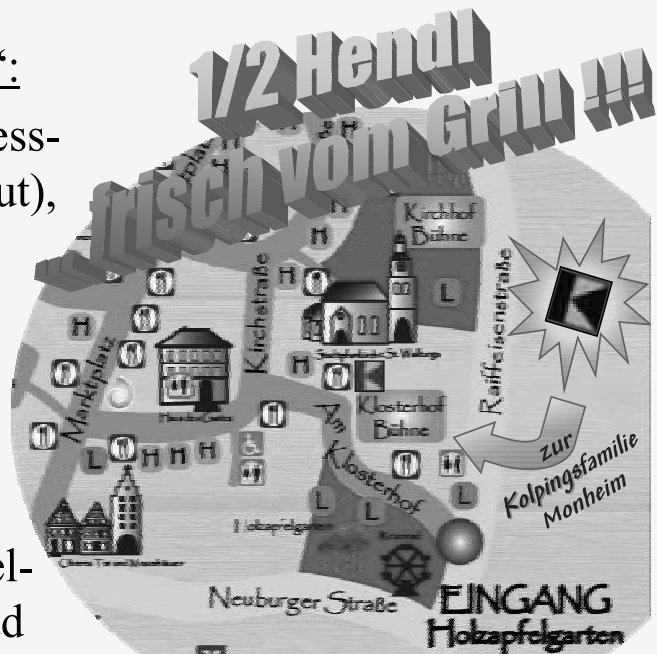 “:
1/2 Hendl
... frisch vom Grill !!!
ess-
ut),
Kirchhof
Bühne
H
H
L
H
H
Kirchstraße
Raiffeisenstraße
K
Marktplatz
H
K
Klosterhof
Bühne
Am
Klosterhof
L
H
H
H
zur
Kolpingsfamilie
Monheim
L
L
L
Holzapfelgarten
el-
d
Neuburger Straße
EINGANG
Holzapfelgarten